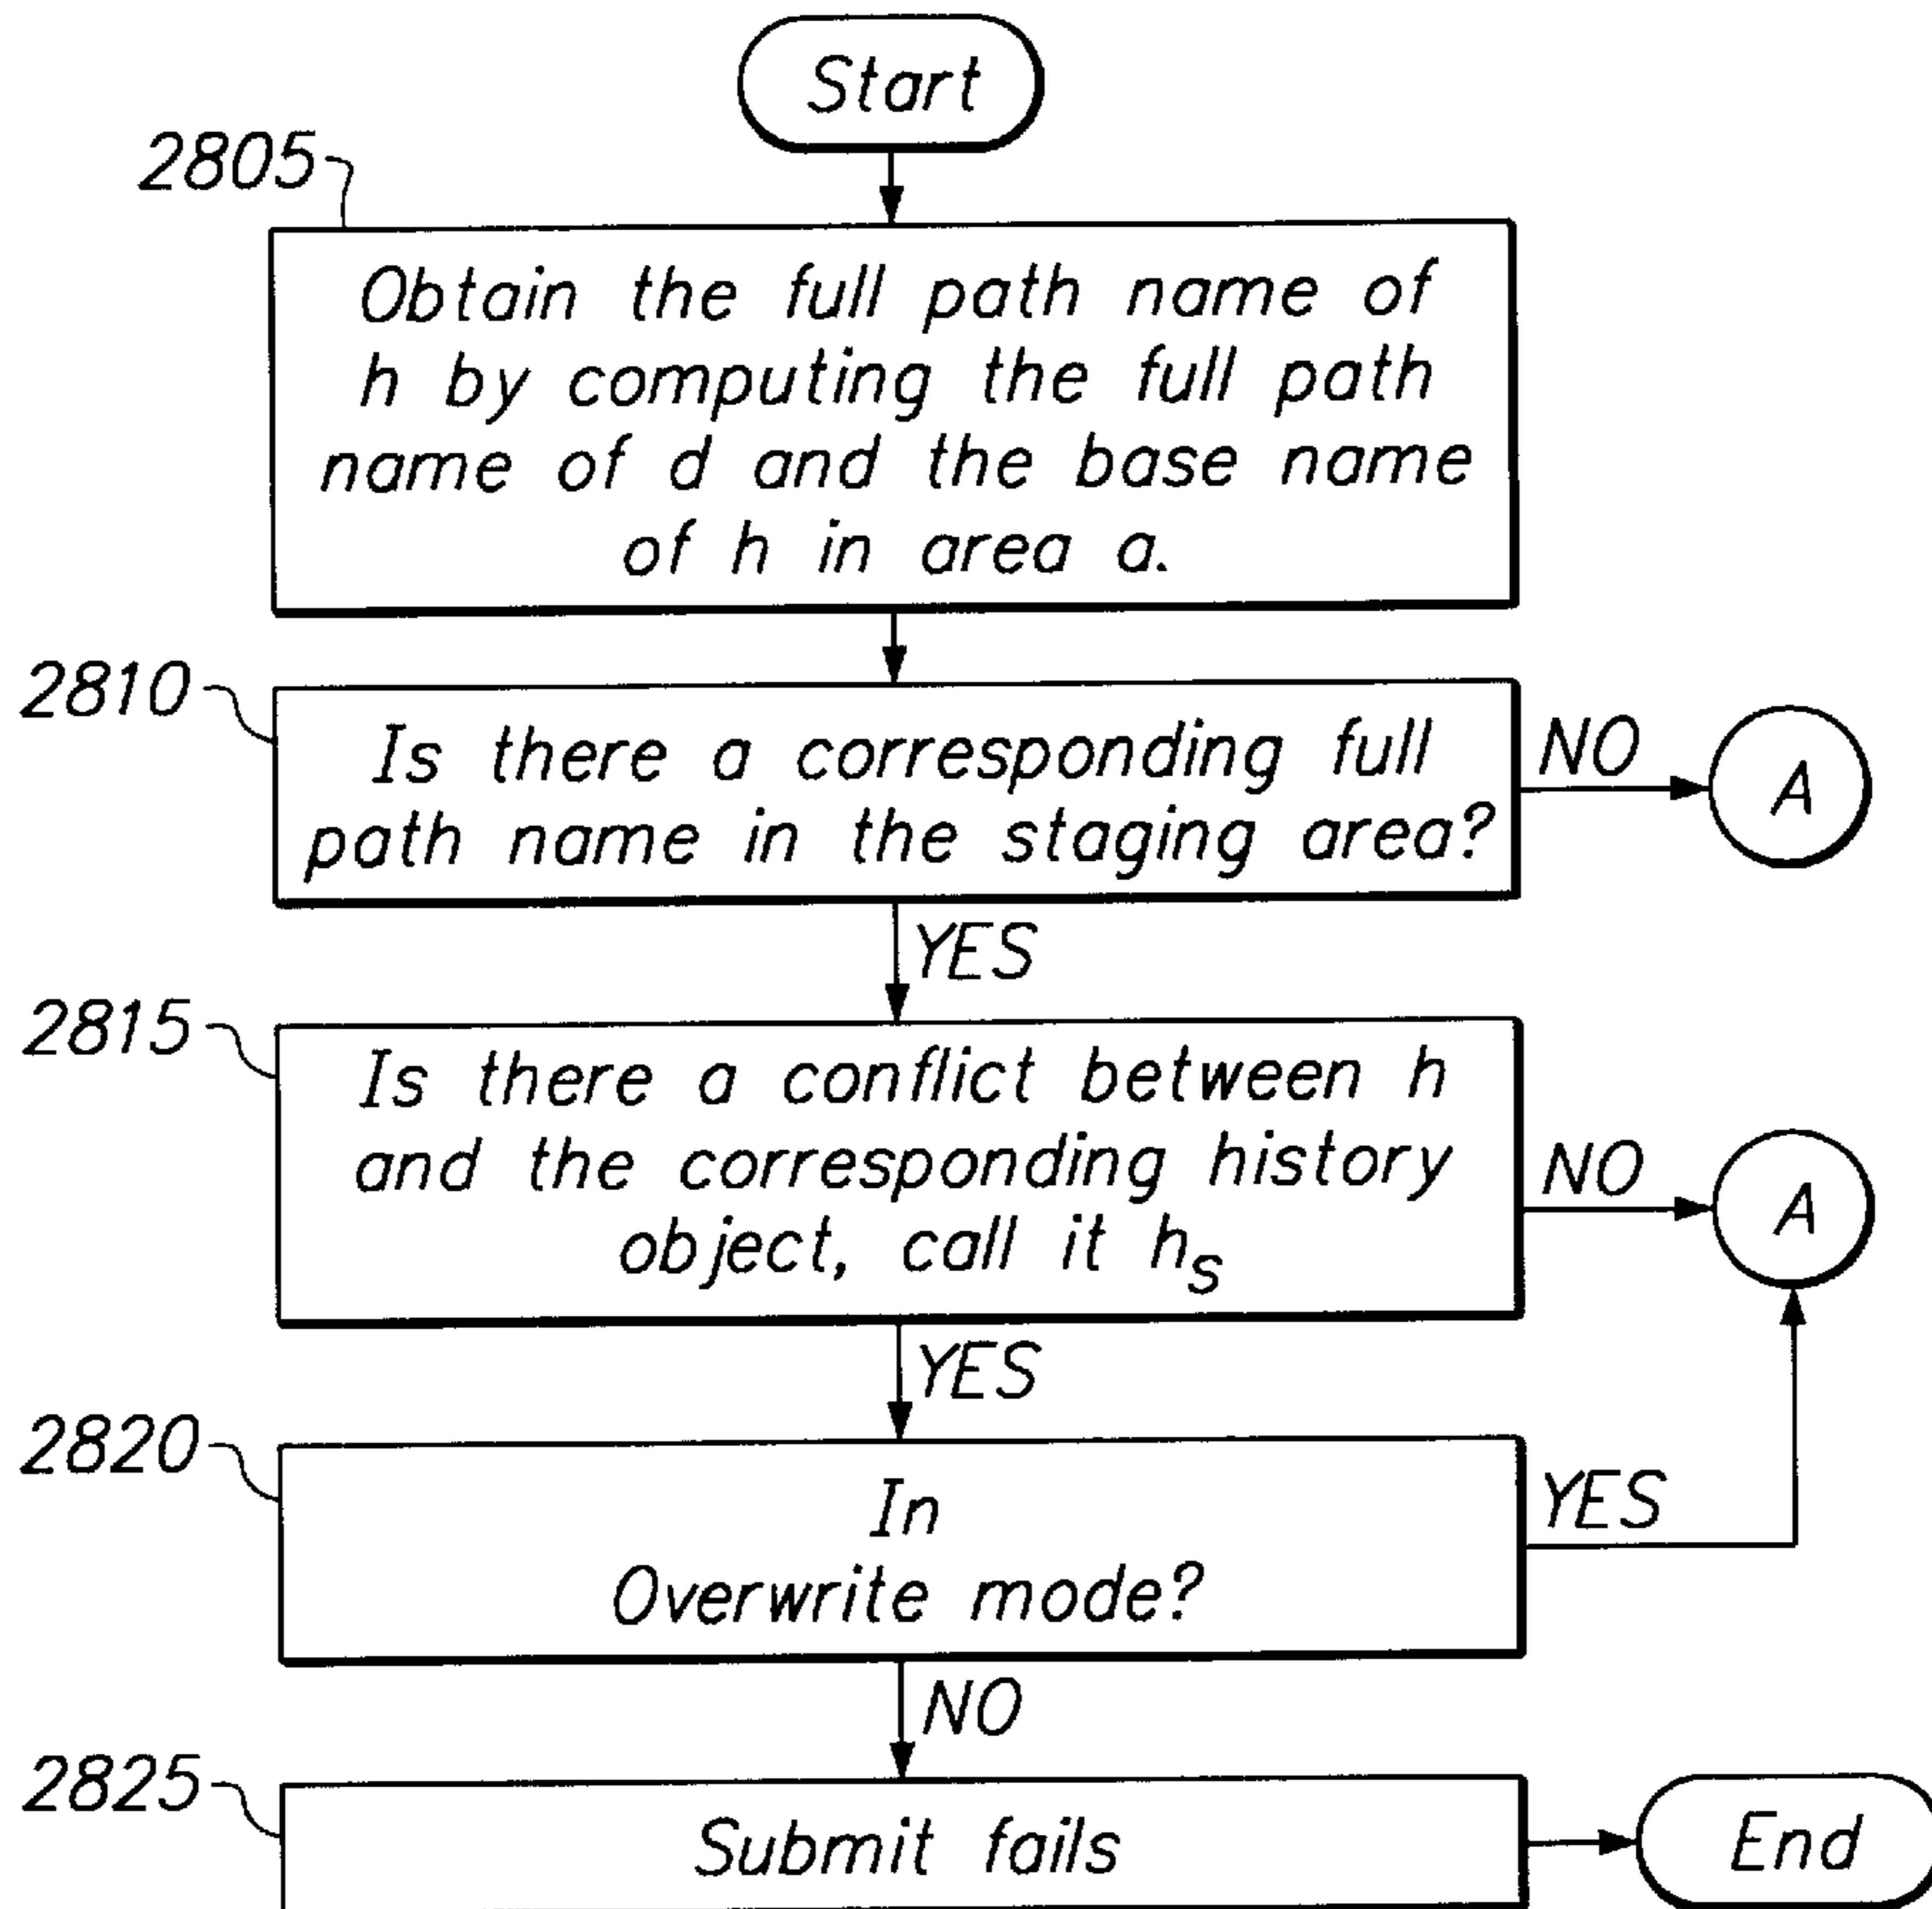 Start
2805
Obtain the full path name of
h by computing the full path
name of d and the base name
of h in area a.
2810
Is there a corresponding full
path name in the staging area?
NO
A
YES
2815
Is there a conflict between h
and the corresponding history
object, call it hs
NO
A
YES
2820
In
Overwrite mode?
YES
NO
2825
Submit fails
End